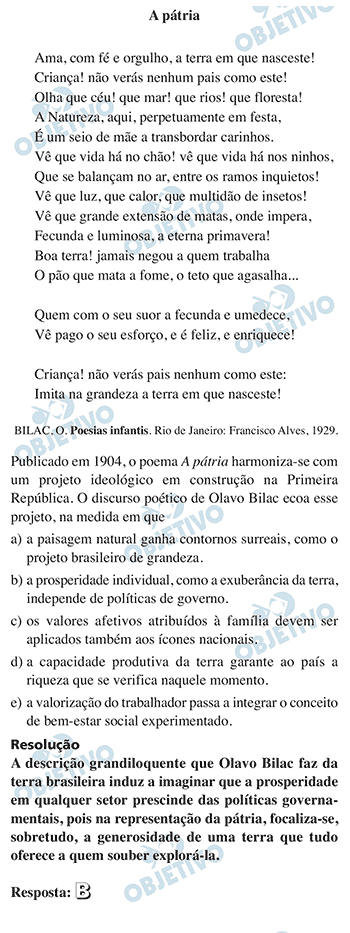 A pátria
Ama, com fé e orgulho, a terra em que nasceste!
Criança! não verás nenhum pais como este!
Olha que céu! que mar! que rios! que floresta!
A Natureza, aqui, perpetuamente em festa,
É um seio de mãe a transbordar carinhos.
Vê que vida há no chão! vê que vida há nos ninhos,
Que se balançam no ar, entre os ramos inquietos!
Vê que luz, que calor, que multidão de insetos!
Vê que grande extensão de matas, onde impera,
Fecunda e luminosa, a eterna primavera!
Boa terra! jamais negou a quem trabalha
O pão que mata a fome, o teto que agasalha...
Quem com o seu suor a fecunda e umedece,
Vê pago o seu esforço, e é feliz, e enriquece!
Criança! não verás pais nenhum como este:
Imita na grandeza a terra em que nasceste!
BILAC, O. Poesias infantis. Rio de Janeiro: Francisco Alves, 1929.
Publicado em 1904, o poema A pátria harmoniza-se com
um projeto ideológico em construção na Primeira
República. O discurso poético de Olavo Bilac ecoa esse
projeto, na medida em que
a) a paisagem natural ganha contornos surreais, como o
projeto brasileiro de grandeza.
b) a prosperidade individual, como a exuberância da terra,
independe de políticas de governo.
c) os valores afetivos atribuídos à família devem ser
aplicados também aos ícones nacionais.
d) a capacidade produtiva da terra garante ao país a
riqueza que se verifica naquele momento.
e) a valorização do trabalhador passa a integrar o conceito
de bem-estar social experimentado.
Resolução
A descrição grandiloquente que Olavo Bilac faz da
terra brasileira induz a imaginar que a prosperidade
em qualquer setor prescinde das políticas governa-
mentais, pois na representação da pátria, focaliza-se,
sobretudo, a generosidade de uma terra que tudo
oferece a quem souber explorá-la.
Resposta: B
OBJETIVO
OBJETIVO
OBJETIVO
OBJETIVO
OBJETIVO
OBJETIVO
OBJETIVO
OBJETIVO
OBJETIVO
OBJETIVO